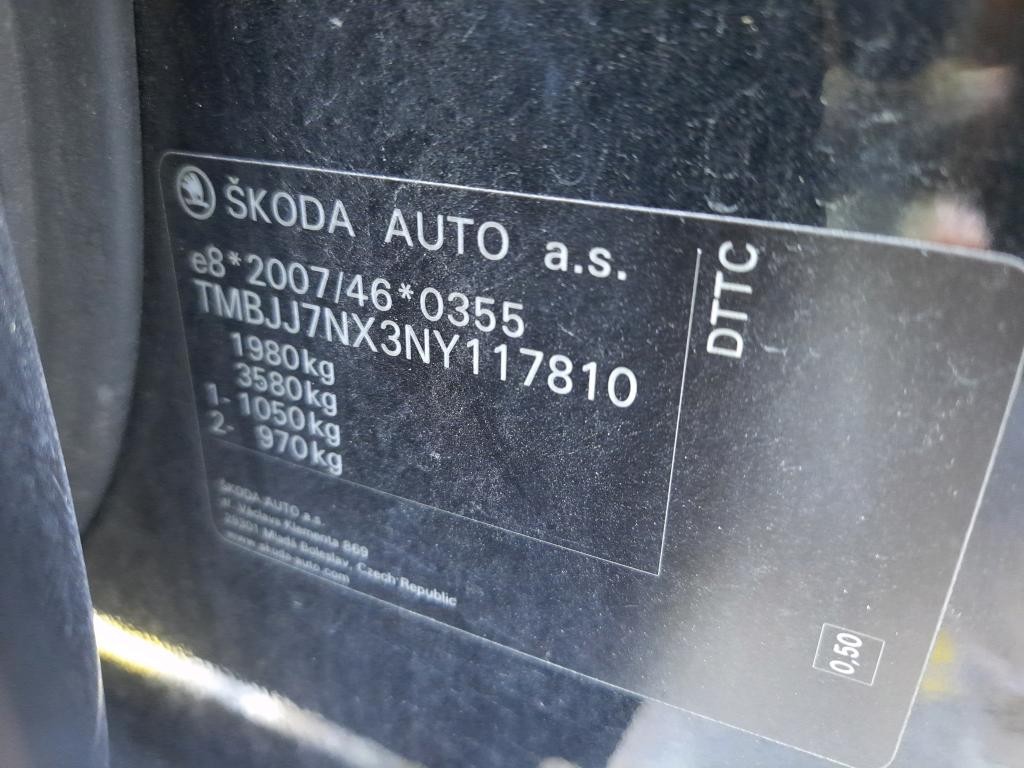 ŠKODA AUTO a.s.
e8*2007/46*0355
TMBJJ7NX3NY117810
1980kg
3580kg
1- 1050kg
2- 970kg
DTTC
ŠKODA AUTO a.s.
tř. Václava Klementa 869
29301 Mladá Boleslav, Czech Republic
www.skoda-auto.com
0,50